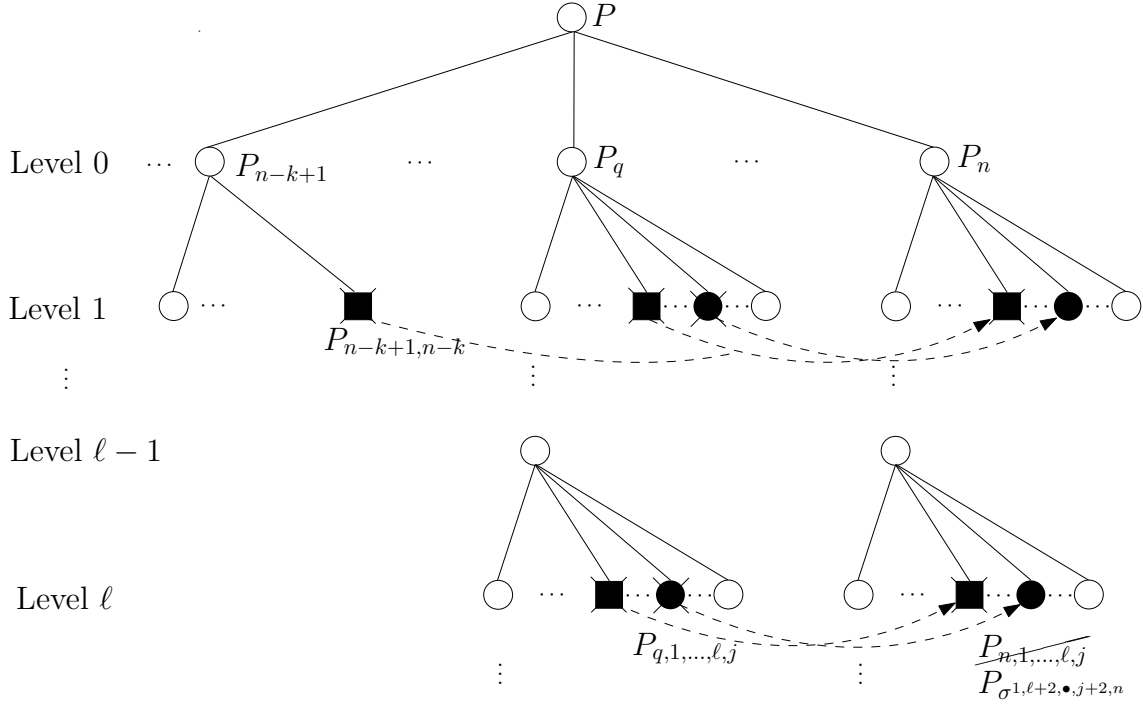 P
Level 0 ··· P_{n−k+1} ··· P_q ··· P_n
Level 1 ··· ··· ··· ··· ··· ··· ···
P_{n−k+1,n−k}
⋮ ⋮ ⋮
Level ℓ − 1
Level ℓ ··· ··· ··· ··· ··· ···
P_{q,1,...,ℓ,j} P_{n,1,...,ℓ,j}
⋮ ⋮ P_{σ^{1,ℓ+2,•,j+2,n}}